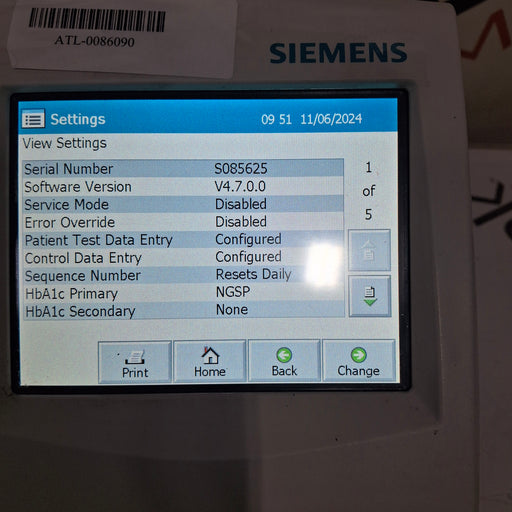 ATL-0086090
SIEMENS
Settings 09 51 11/06/2024
View Settings
Serial Number S085625
Software Version V4.7.0.0
Service Mode Disabled
Error Override Disabled
Patient Test Data Entry Configured
Control Data Entry Configured
Sequence Number Resets Daily
HbA1c Primary NGSP
HbA1c Secondary None
1
of
5
Print Home Back Change